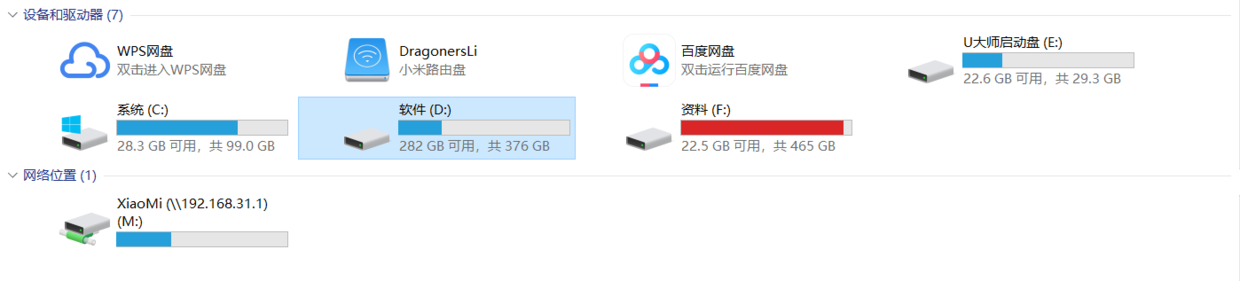 设备和驱动器 (7)
WPS网盘
双击进入WPS网盘
DragonersLi
小米路由盘
百度网盘
双击运行百度网盘
U大师启动盘 (E:)
22.6 GB 可用，共 29.3 GB
系统 (C:)
28.3 GB 可用，共 99.0 GB
软件 (D:)
282 GB 可用，共 376 GB
资料 (F:)
22.5 GB 可用，共 465 GB
网络位置 (1)
XiaoMi (\\192.168.31.1)
(M:)